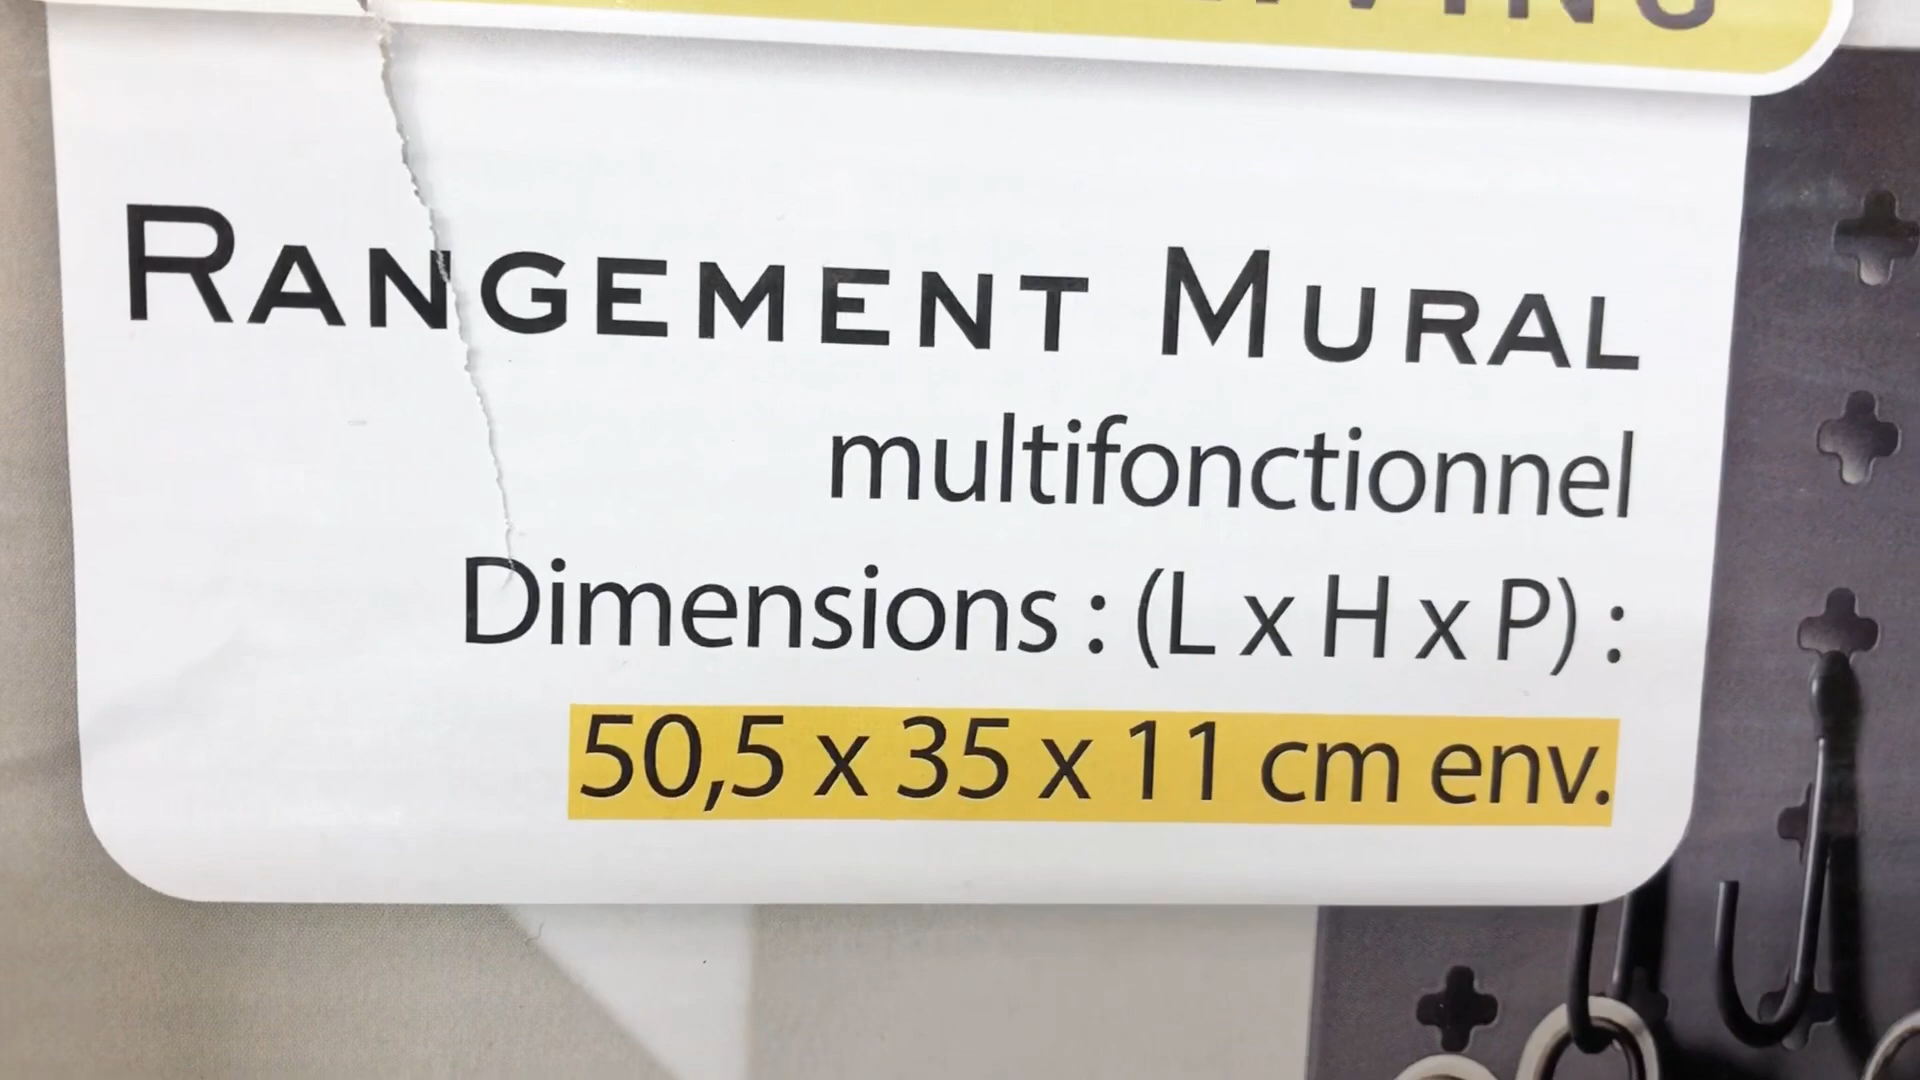 RANGEMENT MURAL
multifonctionnel
Dimensions : (L x H x P) :
50,5 x 35 x 11 cm env.